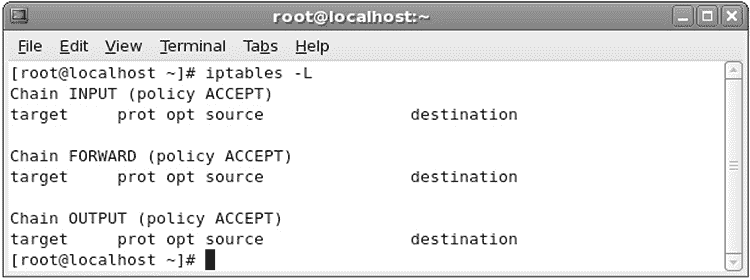 root@localhost:~
File Edit View Terminal Tabs Help
[root@localhost ~]# iptables -L
Chain INPUT (policy ACCEPT)
target     prot opt source               destination

Chain FORWARD (policy ACCEPT)
target     prot opt source               destination

Chain OUTPUT (policy ACCEPT)
target     prot opt source               destination
[root@localhost ~]#